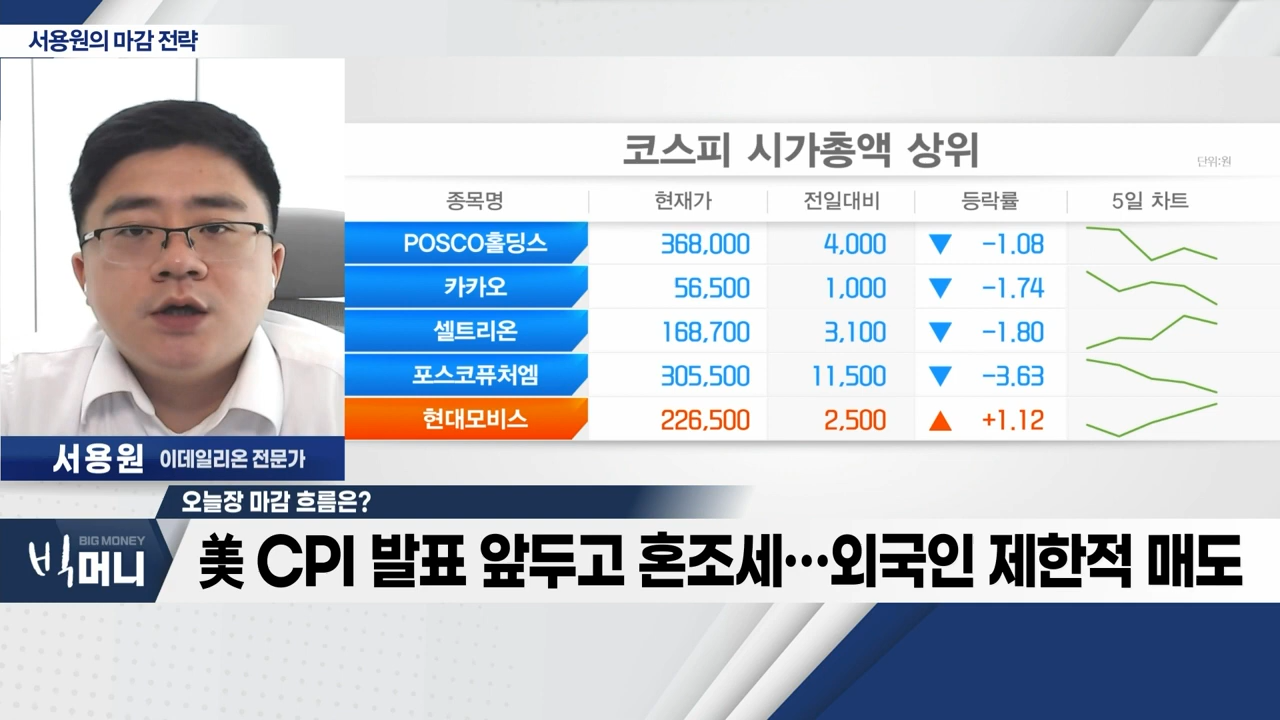 서용원의 마감 전략
코스피 시가총액 상위
단위:원
종목명 현재가 전일대비 등락률 5일 차트
POSCO홀딩스 368,000 4,000 ▼ -1.08
카카오 56,500 1,000 ▼ -1.74
셀트리온 168,700 3,100 ▼ -1.80
포스코퓨처엠 305,500 11,500 ▼ -3.63
현대모비스 226,500 2,500 ▲ +1.12
서용원 이데일리온 전문가
오늘장 마감 흐름은?
BIG MONEY
빅머니
美 CPI 발표 앞두고 혼조세…외국인 제한적 매도